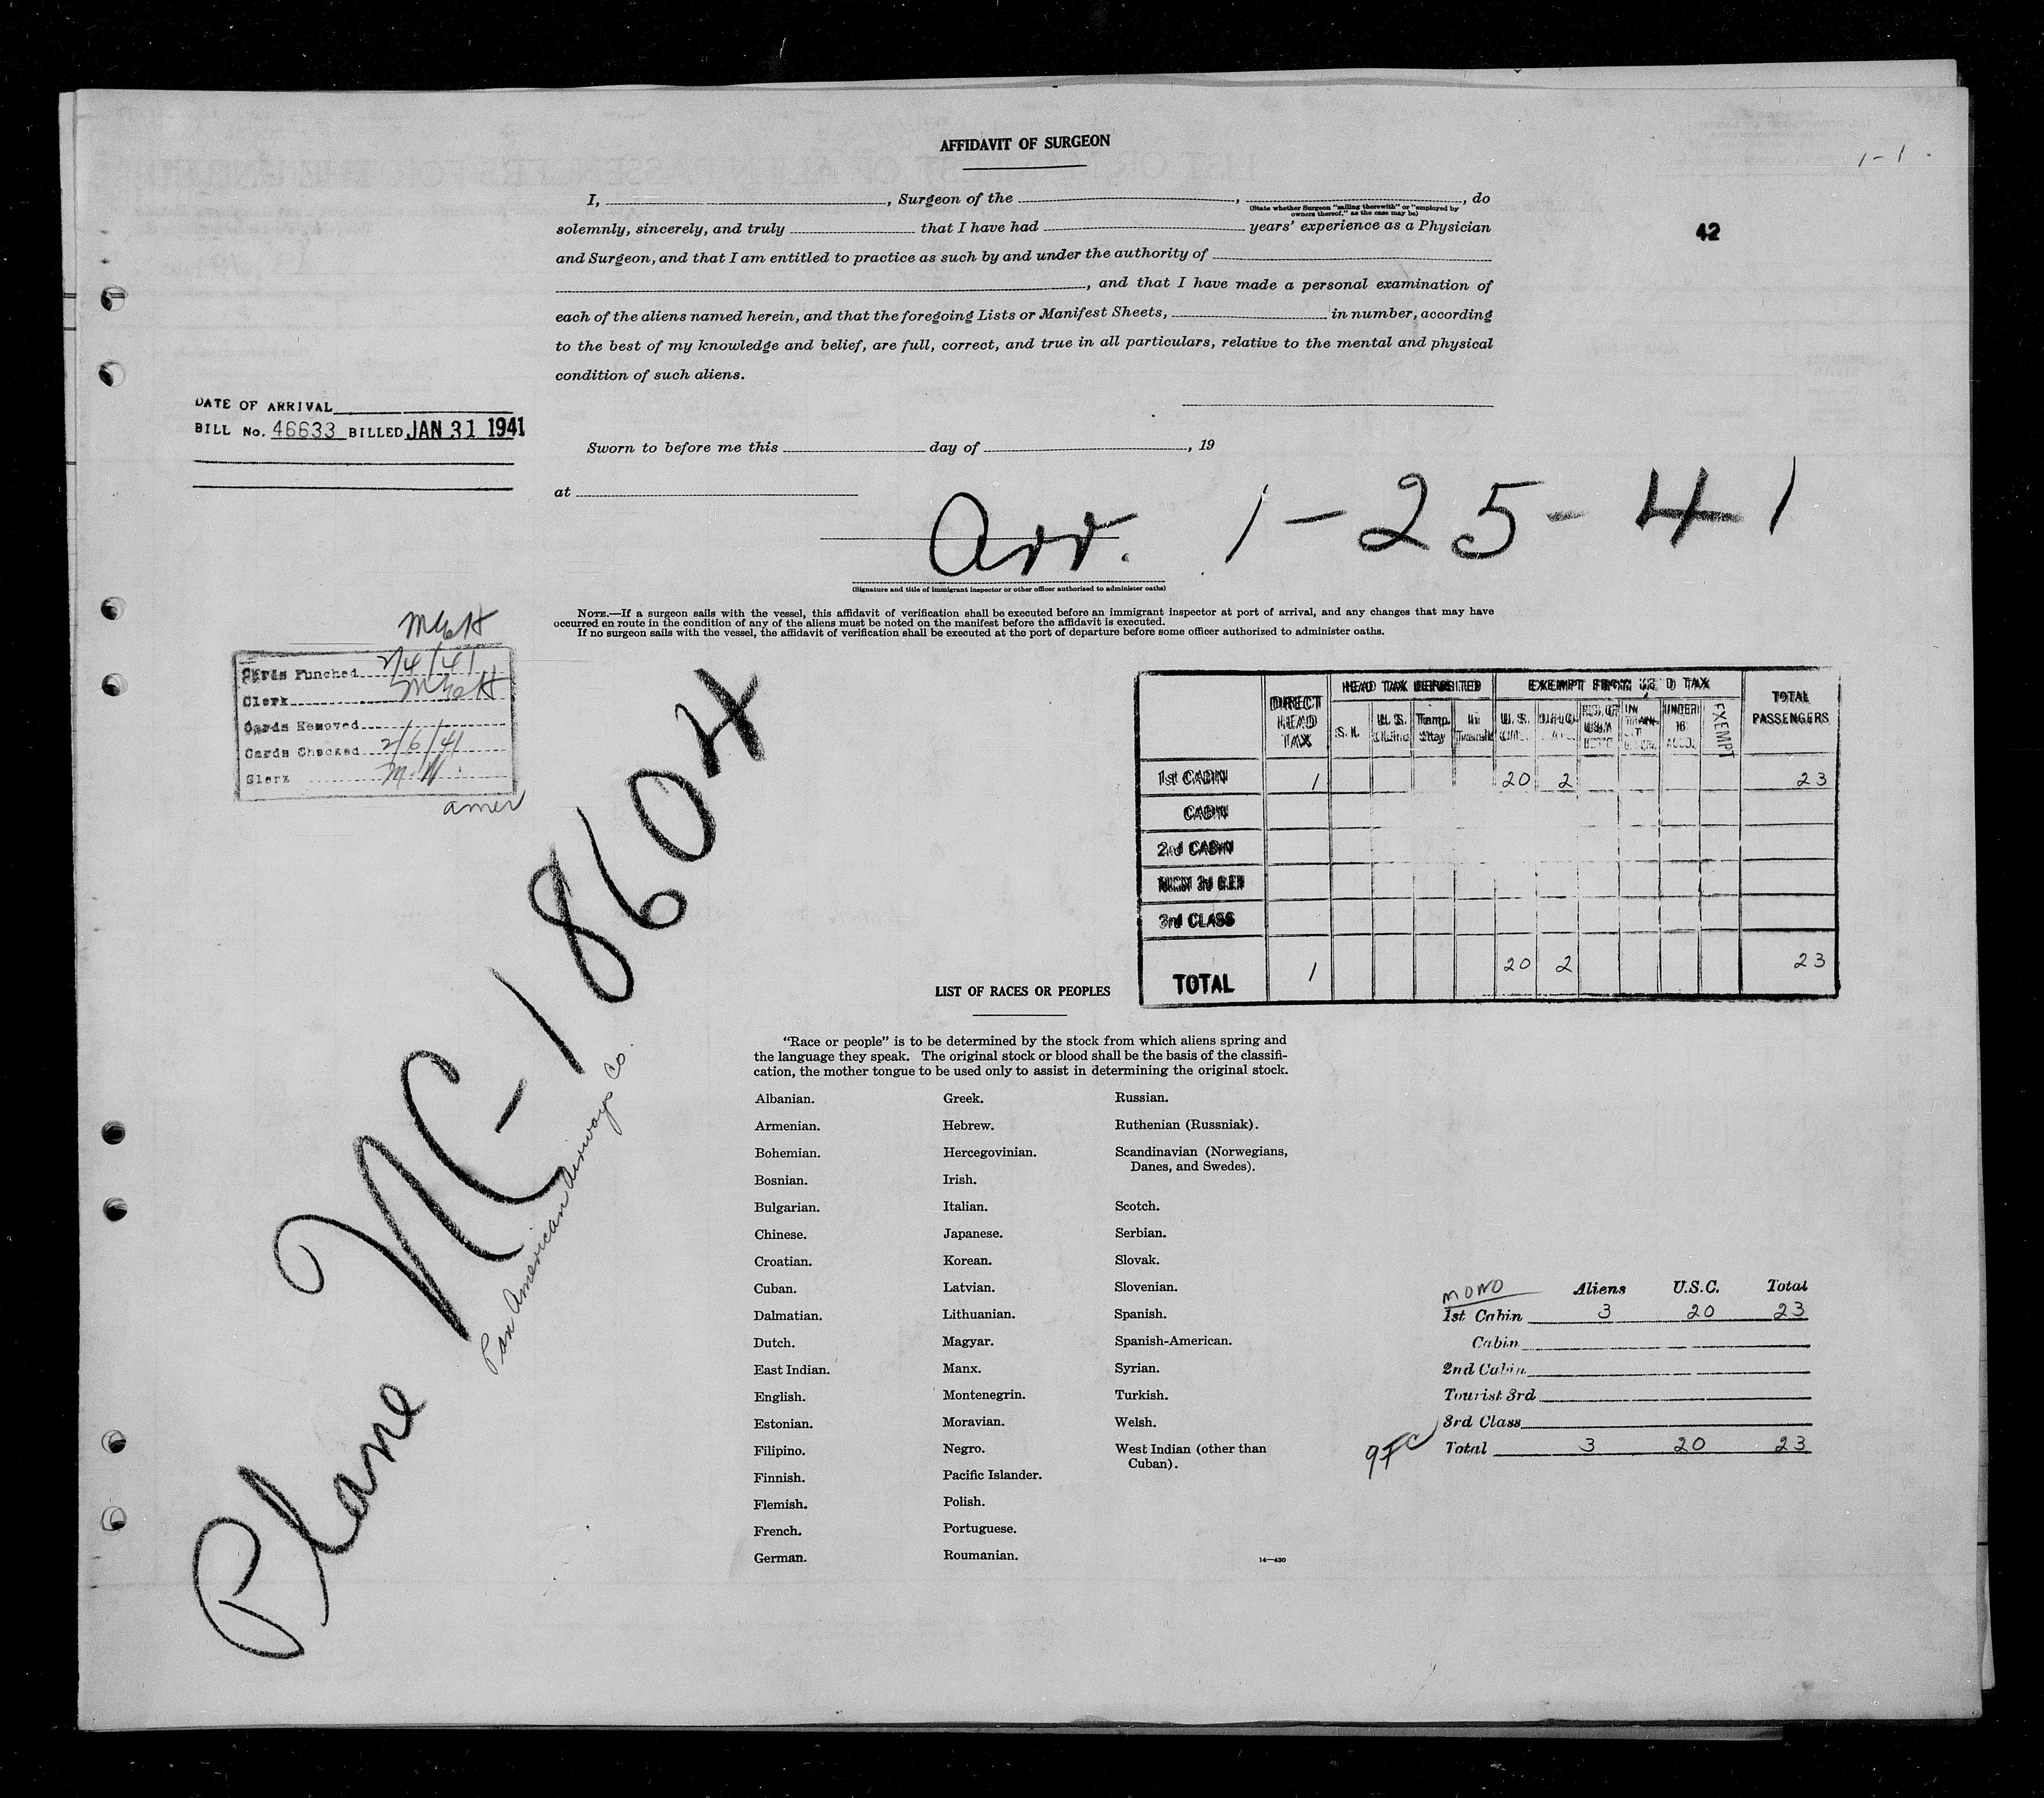 AFFIDAVIT OF SURGEON
1-1.
I, , Surgeon of the , , do
(State whether Surgeon "sailing therewith" or "employed by
owners thereof," as the case may be)
solemnly, sincerely, and truly that I have had years' experience as a Physician
42
and Surgeon, and that I am entitled to practice as such by and under the authority of
, and that I have made a personal examination of
each of the aliens named herein, and that the foregoing Lists or Manifest Sheets, in number, according
to the best of my knowledge and belief, are full, correct, and true in all particulars, relative to the mental and physical
condition of such aliens.
DATE OF ARRIVAL
BILL No. 46633 BILLED JAN 31 1941
Sworn to before me this day of , 19
at
Arr. 1-25-41
(Signature and title of immigrant inspector or other officer authorized to administer oaths)
NOTE.—If a surgeon sails with the vessel, this affidavit of verification shall be executed before an immigrant inspector at port of arrival, and any changes that may have
occurred en route in the condition of any of the aliens must be noted on the manifest before the affidavit is executed.
If no surgeon sails with the vessel, the affidavit of verification shall be executed at the port of departure before some officer authorized to administer oaths.
Cards Punched 2/4/41
Clerk
Cards Removed
Cards Checked 2/6/41
Clerk
amer
DIRECT HEAD TAX
HEAD TAX DEPOSITED
EXEMPT FROM HEAD TAX
TOTAL PASSENGERS
S.I. U.S. Temp. Stay In Transit U.S. UNDER 16 EXEMPT
1st CABIN 1 20 2 23
CABIN
2nd CABIN
3rd CLASS
TOTAL 1 20 2 23
Plane NC-18604
Pan American Airways Co.
LIST OF RACES OR PEOPLES
"Race or people" is to be determined by the stock from which aliens spring and
the language they speak. The original stock or blood shall be the basis of the classifi-
cation, the mother tongue to be used only to assist in determining the original stock.
Albanian. Greek. Russian.
Armenian. Hebrew. Ruthenian (Russniak).
Bohemian. Hercegovinian. Scandinavian (Norwegians,
Danes, and Swedes).
Bosnian. Irish.
Bulgarian. Italian. Scotch.
Chinese. Japanese. Serbian.
Croatian. Korean. Slovak.
Cuban. Latvian. Slovenian.
Dalmatian. Lithuanian. Spanish.
Dutch. Magyar. Spanish-American.
East Indian. Manx. Syrian.
English. Montenegrin. Turkish.
Estonian. Moravian. Welsh.
Filipino. Negro. West Indian (other than
Cuban).
Finnish. Pacific Islander.
Flemish. Polish.
French. Portuguese.
German. Roumanian.
14—430
MONO Aliens U.S.C. Total
1st Cabin 3 20 23
Cabin
2nd Cabin
Tourist 3rd
3rd Class
Total 3 20 23